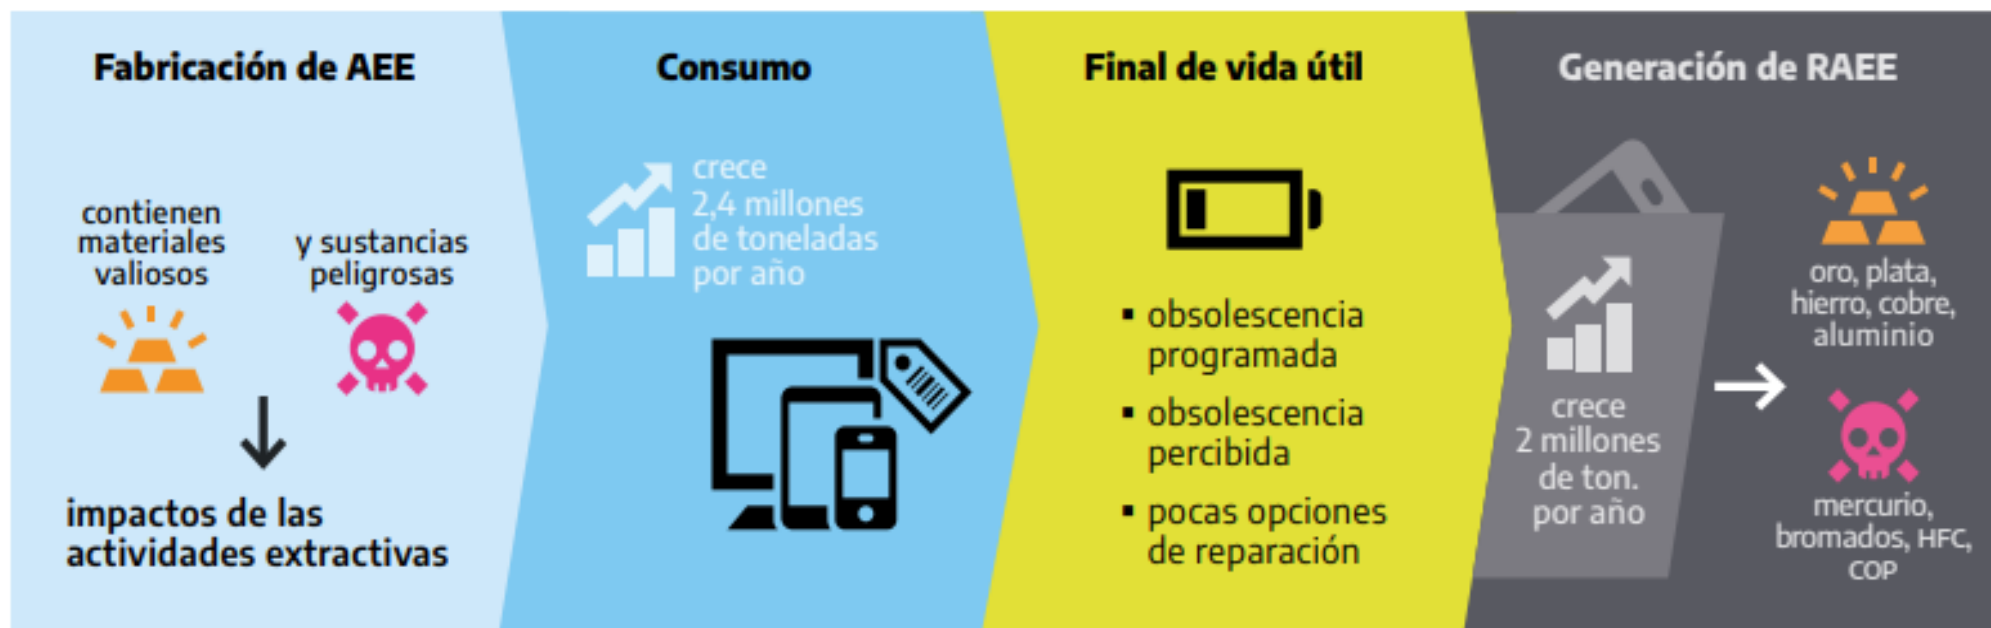 Fabricación de AEE
contienen
materiales
valiosos
y sustancias
peligrosas
impactos de las
actividades extractivas
Consumo
crece
2,4 millones
de toneladas
por año
Final de vida útil
▪ obsolescencia
programada
▪ obsolescencia
percibida
▪ pocas opciones
de reparación
Generación de RAEE
crece
2 millones
de ton.
por año
oro, plata,
hierro, cobre,
aluminio
mercurio,
bromados, HFC,
COP